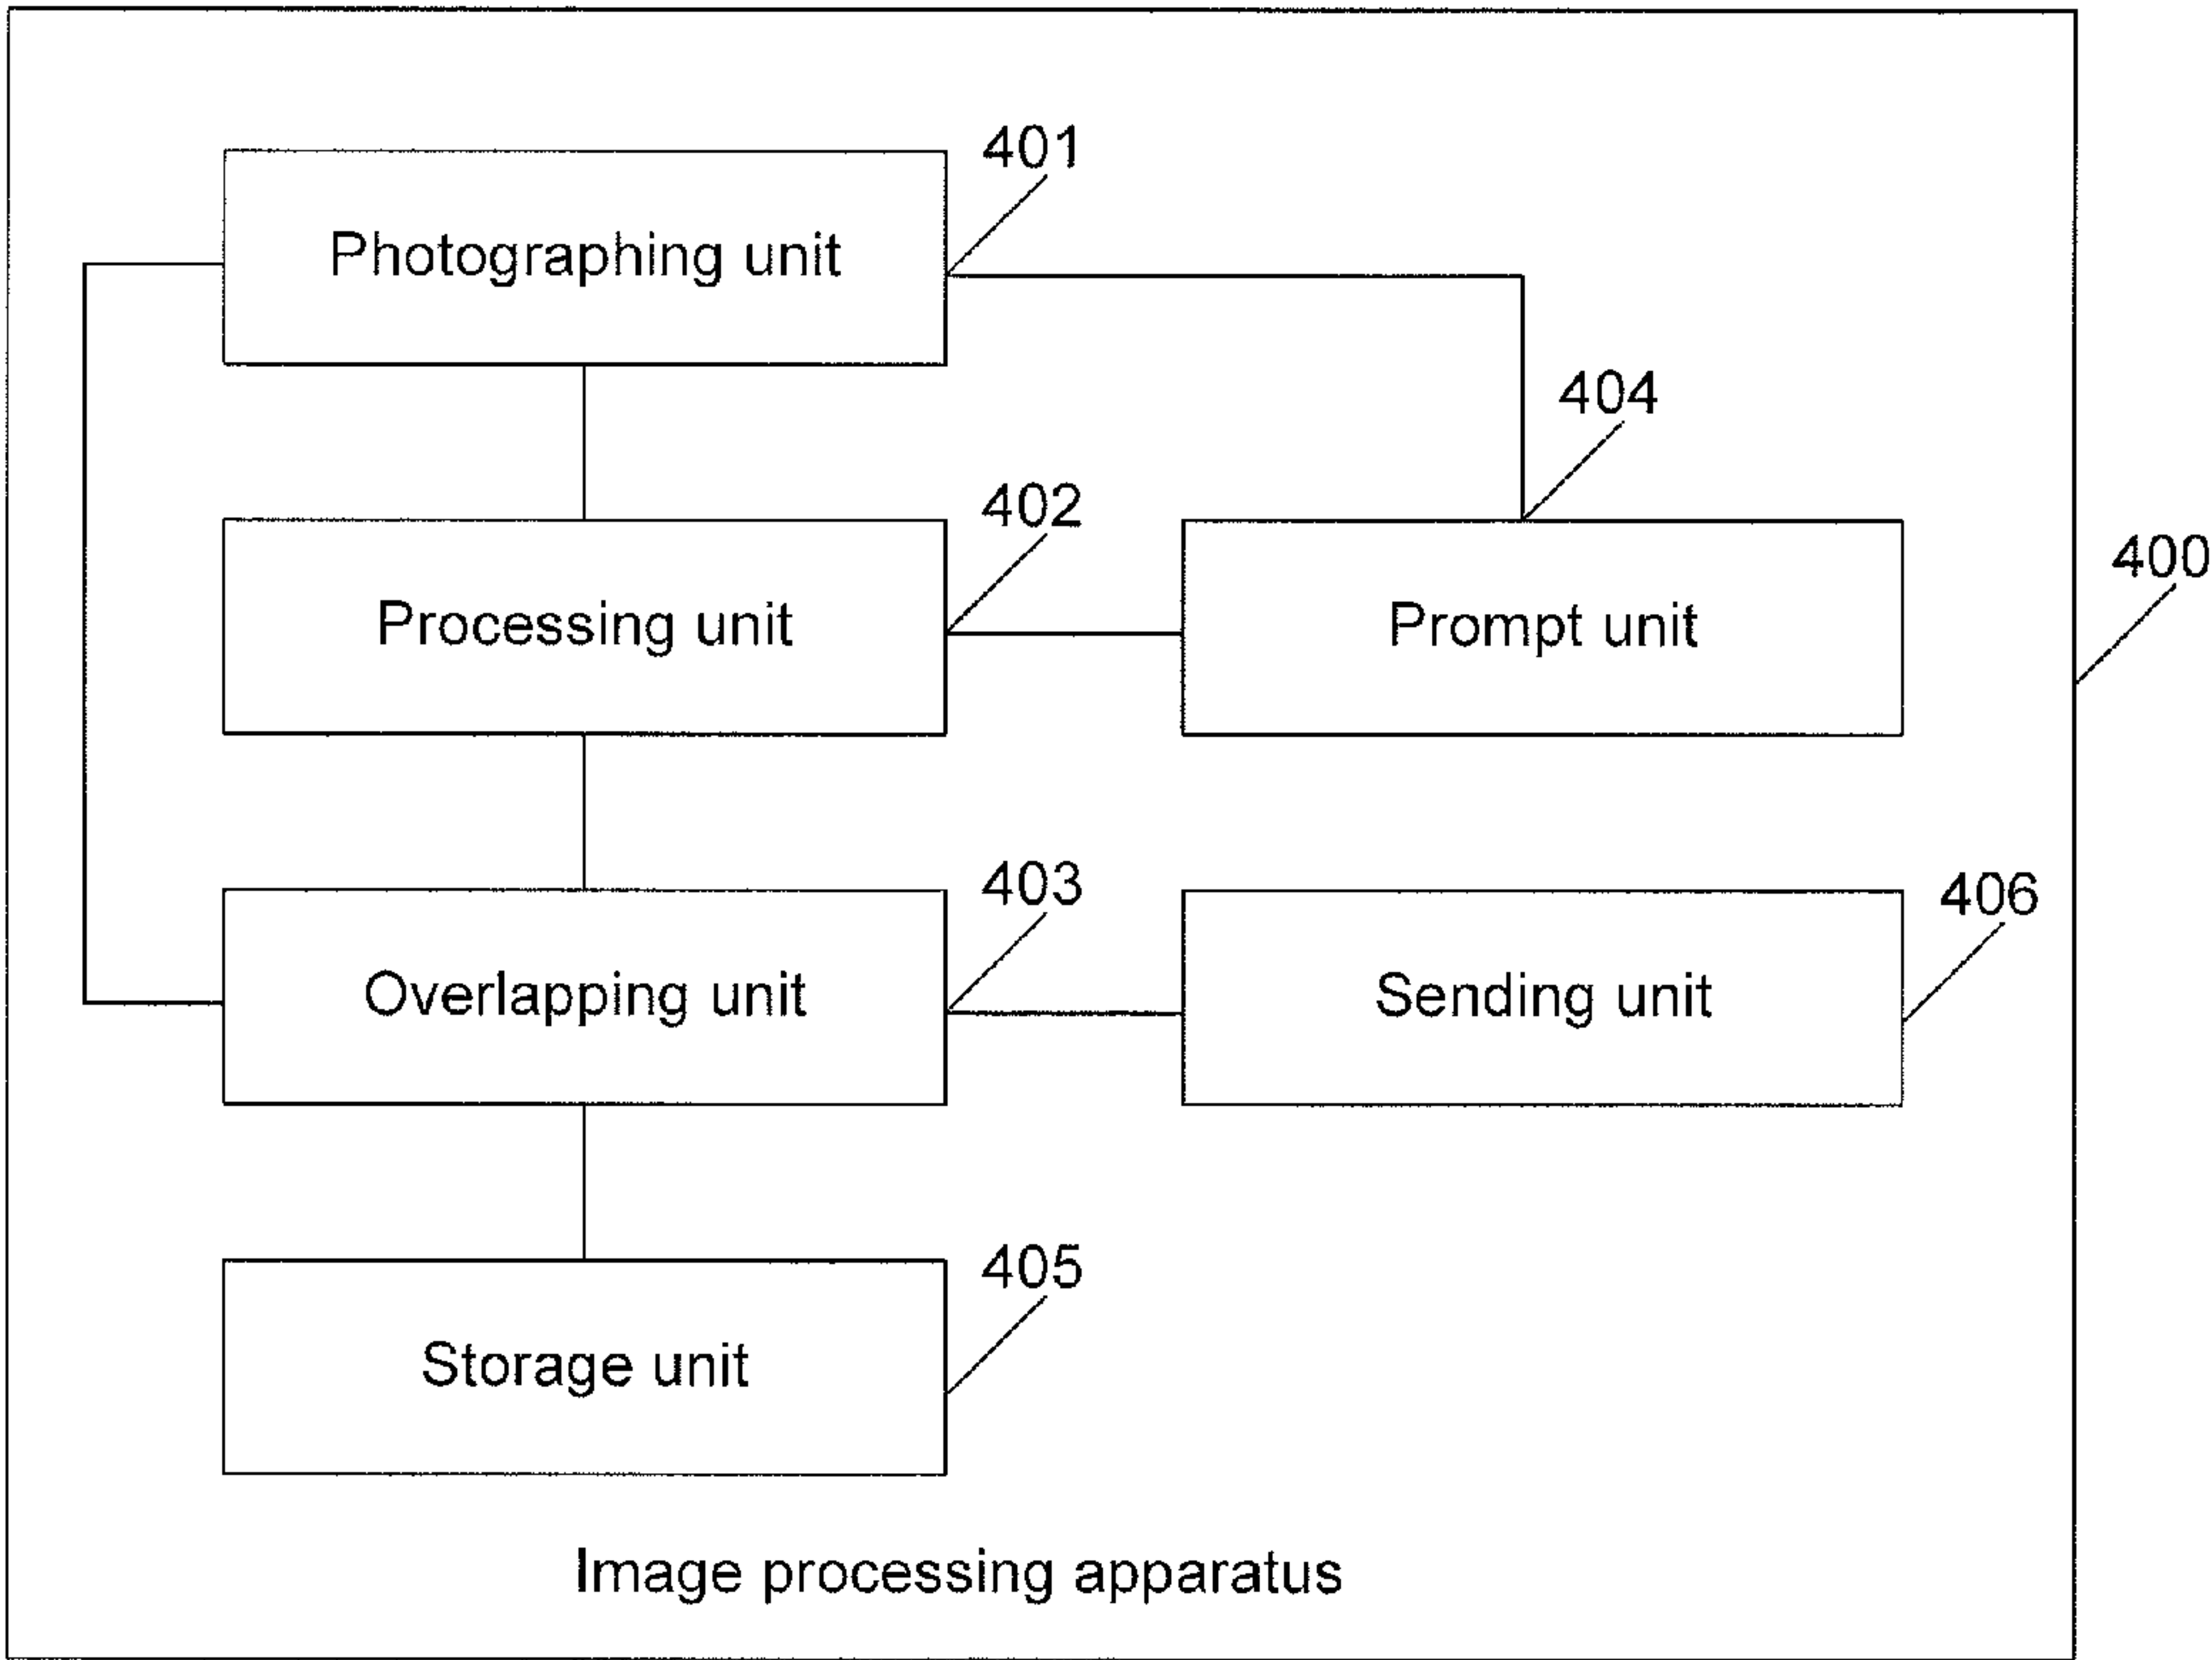 401
Photographing unit
404
402
400
Processing unit
Prompt unit
403
406
Overlapping unit
Sending unit
405
Storage unit
Image processing apparatus